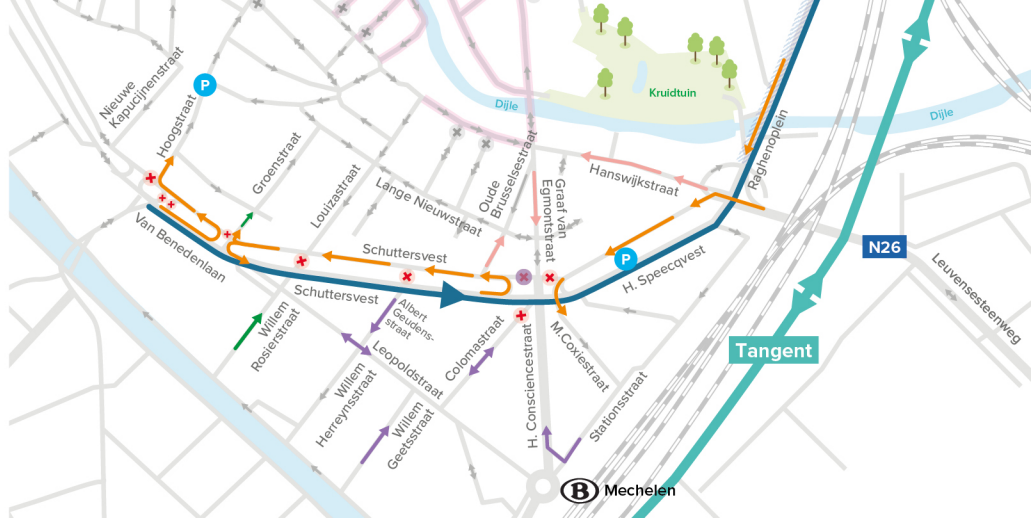 Nieuwe
Kapucijnenstraat
Hoogstraat
P
Groenstraat
Louizastraat
Lange Nieuwstraat
Oude
Brusselsestraat
Graaf van
Egmontstraat
Hanswijkstraat
Dijle
Kruidtuin
Raghenoplein
Dijle
Van Benedenlaan
Schuttersvest
Schuttersvest
P
H. Speecqvest
N26
Leuvensesteenweg
Tangent
Willem
Rosierstraat
Albert
Geudens-
straat
Leopoldstraat
Colomastraat
Willem
Herreynsstraat
Willem
Geetsstraat
H. Consciencestraat
M.Coxiestraat
Stationsstraat
B Mechelen